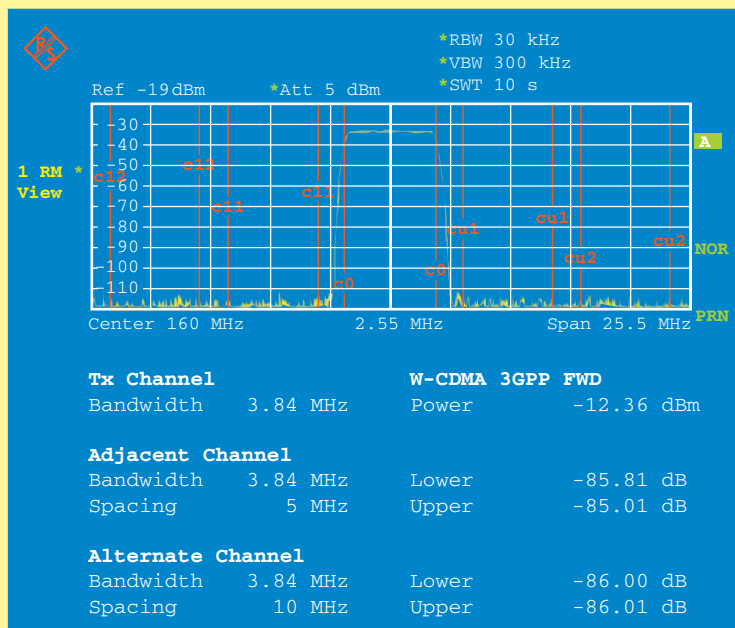 R&S
*RBW 30 kHz
*VBW 300 kHz
Ref -19 dBm *Att 5 dBm *SWT 10 s
-30
A
-40
1 RM * -50 cl2
View cl2 -60 cl1
-70 cl1 cu1
-80 cu1
-90 cu2 NOR
-100 c0 cu2
-110 c0
PRN
Center 160 MHz 2.55 MHz Span 25.5 MHz
Tx Channel W-CDMA 3GPP FWD
Bandwidth 3.84 MHz Power -12.36 dBm
Adjacent Channel
Bandwidth 3.84 MHz Lower -85.81 dB
Spacing 5 MHz Upper -85.01 dB
Alternate Channel
Bandwidth 3.84 MHz Lower -86.00 dB
Spacing 10 MHz Upper -86.01 dB